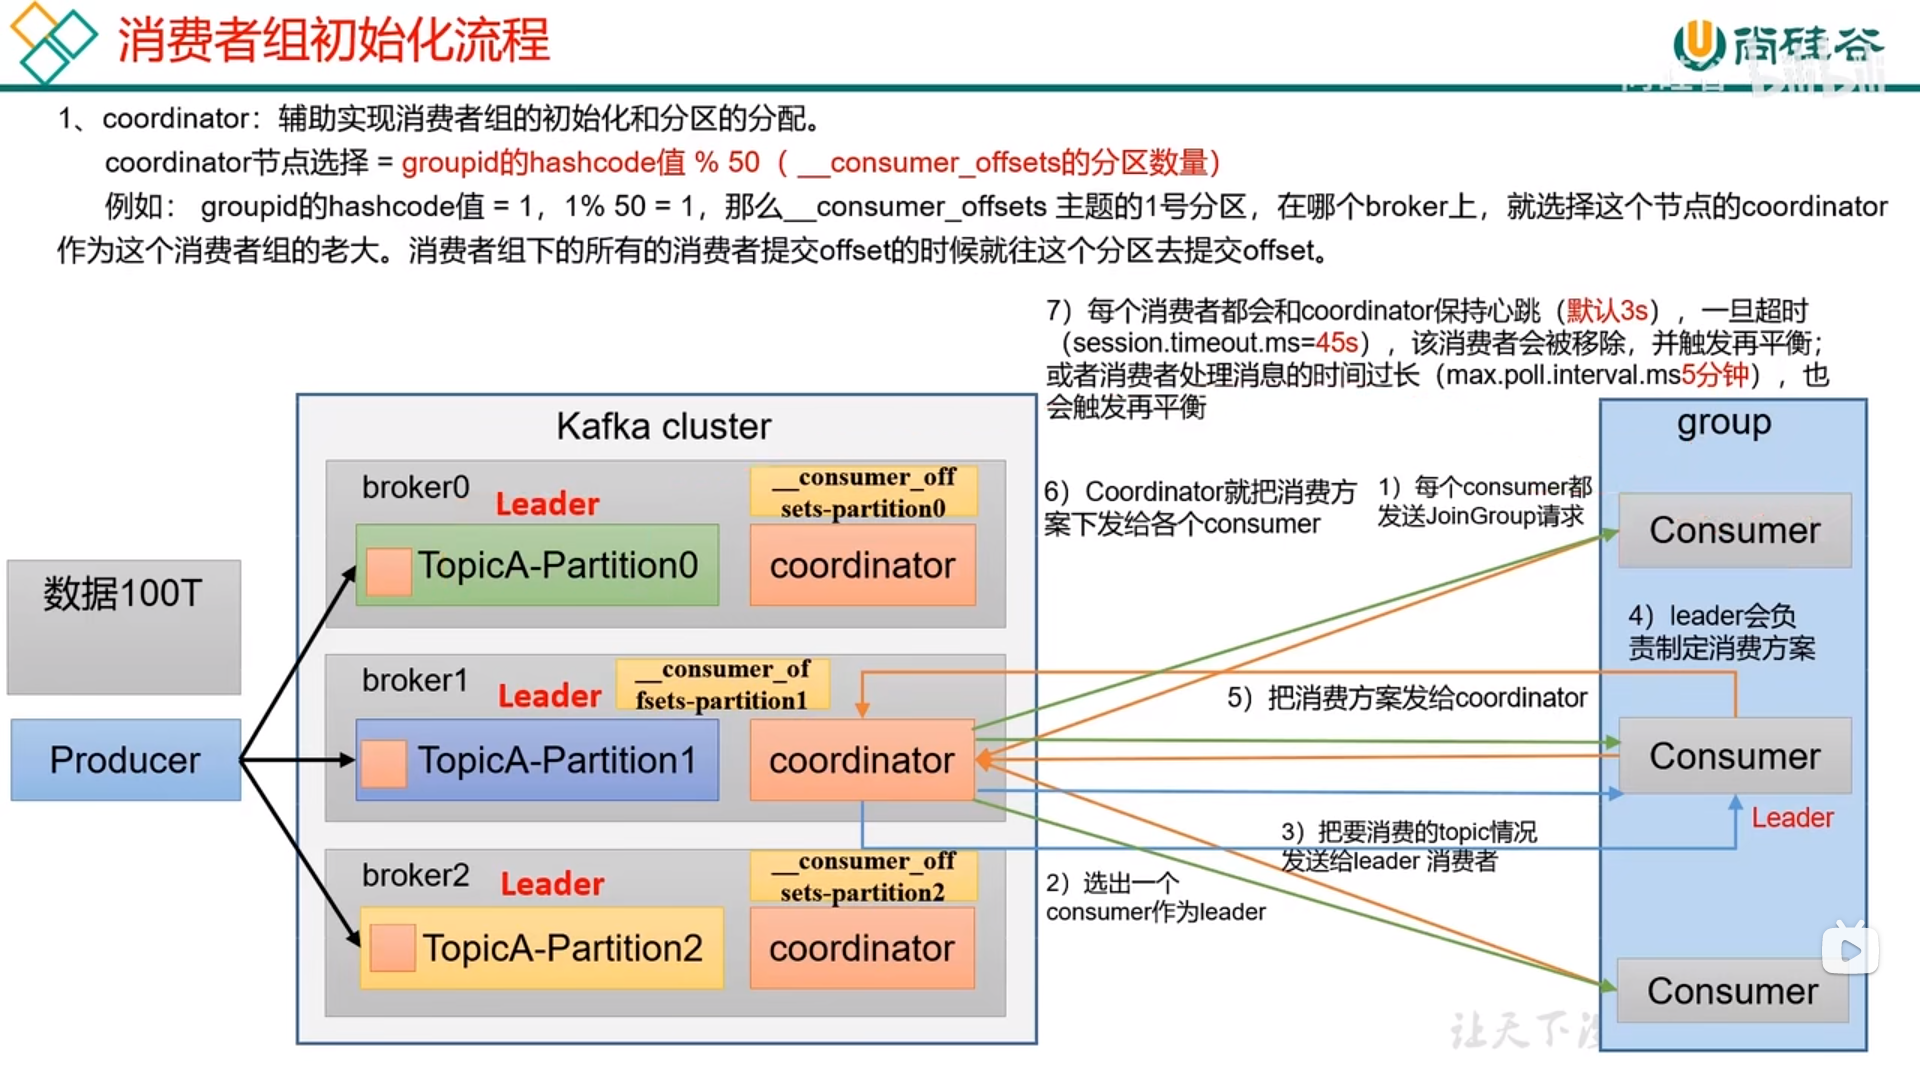 消费者组初始化流程
尚硅谷
bilibili
1、coordinator：辅助实现消费者组的初始化和分区的分配。
coordinator节点选择 = groupid的hashcode值 % 50（ __consumer_offsets的分区数量）
例如： groupid的hashcode值 = 1，1% 50 = 1，那么__consumer_offsets 主题的1号分区，在哪个broker上，就选择这个节点的coordinator
作为这个消费者组的老大。消费者组下的所有的消费者提交offset的时候就往这个分区去提交offset。
7）每个消费者都会和coordinator保持心跳（默认3s），一旦超时
（session.timeout.ms=45s），该消费者会被移除，并触发再平衡；
或者消费者处理消息的时间过长（max.poll.interval.ms5分钟），也
会触发再平衡
Kafka cluster
broker0
Leader
__consumer_off
sets-partition0
TopicA-Partition0
coordinator
broker1
Leader
__consumer_of
fsets-partition1
TopicA-Partition1
coordinator
broker2
Leader
__consumer_off
sets-partition2
TopicA-Partition2
coordinator
数据100T
Producer
6）Coordinator就把消费方
案下发给各个consumer
1）每个consumer都
发送JoinGroup请求
5）把消费方案发给coordinator
3）把要消费的topic情况
发送给leader 消费者
2）选出一个
consumer作为leader
group
Consumer
4）leader会负
责制定消费方案
Consumer
Leader
Consumer
让天下